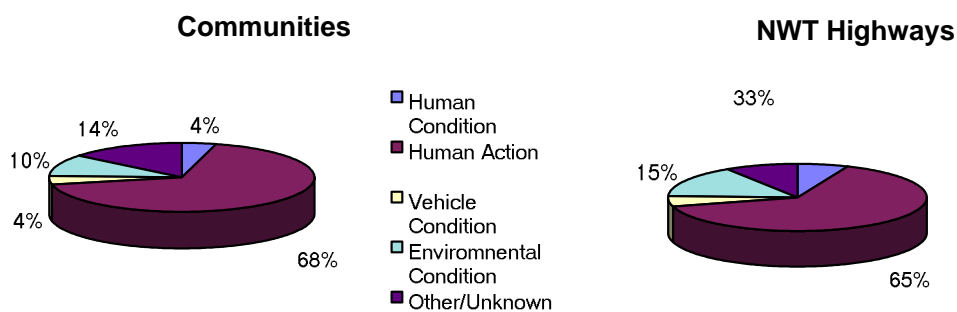 Communities
14%
4%
10%
4%
68%
Human
Condition
Human Action
Vehicle
Condition
Enviromnental
Condition
Other/Unknown
NWT Highways
33%
15%
65%